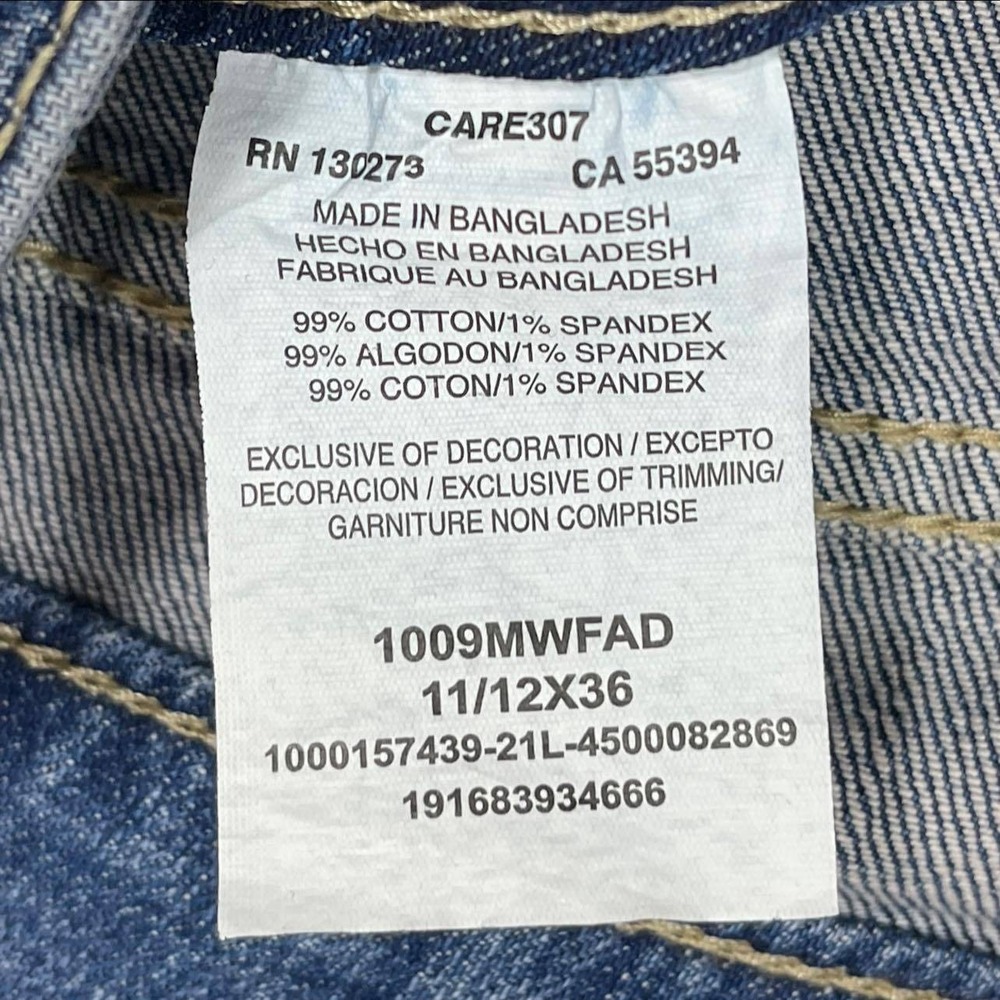 CARE307
RN 130273 CA 55394
MADE IN BANGLADESH
HECHO EN BANGLADESH
FABRIQUE AU BANGLADESH
99% COTTON/1% SPANDEX
99% ALGODON/1% SPANDEX
99% COTON/1% SPANDEX
EXCLUSIVE OF DECORATION / EXCEPTO
DECORACION / EXCLUSIVE OF TRIMMING/
GARNITURE NON COMPRISE
1009MWFAD
11/12X36
1000157439-21L-4500082869
191683934666